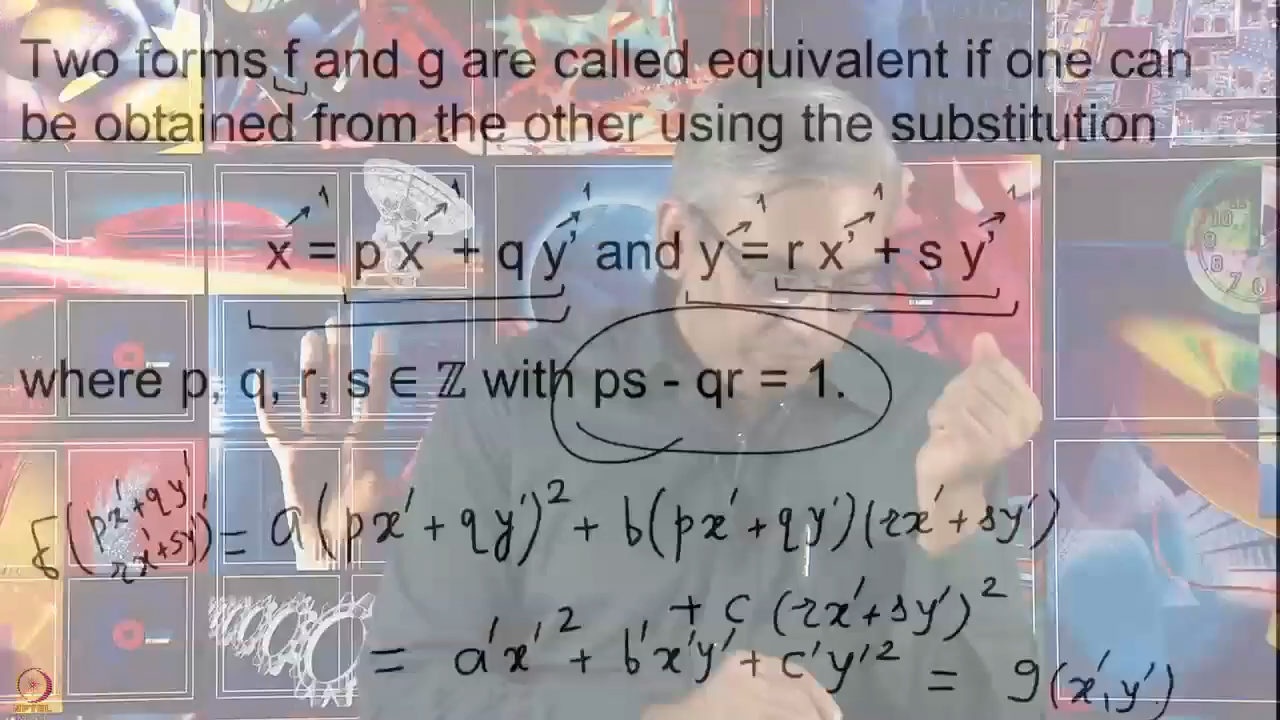 Two forms f and g are called equivalent if one can
be obtained from the other using the substitution
x = p x' + q y' and y = r x' + s y'
where p, q, r, s ∈ ℤ with ps - qr = 1.
f(px'+qy', rx'+sy') = a(px'+qy')² + b(px'+qy')(rx'+sy')
+ c(rx'+sy')²
= a'x'² + b'x'y' + c'y'² = g(x', y')
NPTEL